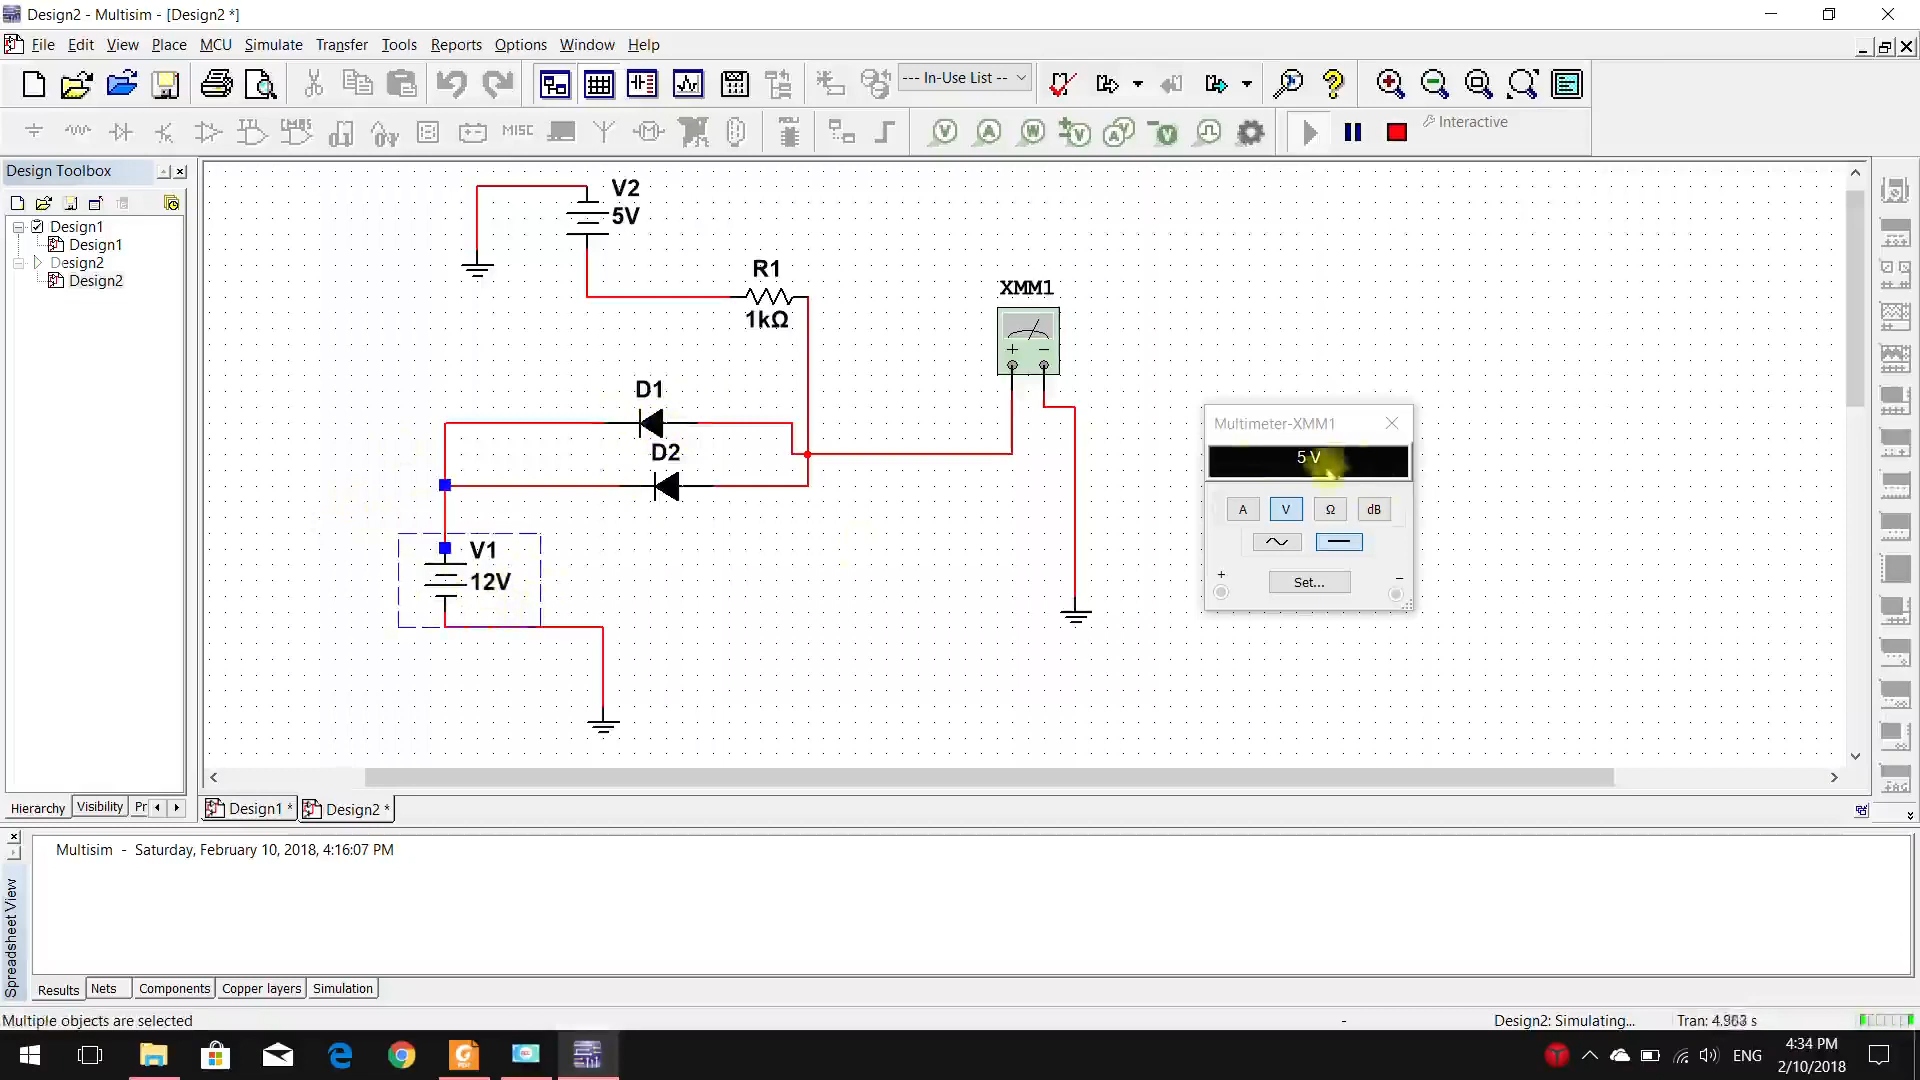 Design2 - Multisim - [Design2 *]
File Edit View Place MCU Simulate Transfer Tools Reports Options Window Help
--- In-Use List --
MISC
Interactive
Design Toolbox
Design1
Design1
Design2
Design2
V2
5V
R1
1kΩ
XMM1
+ −
D1
D2
V1
12V
Multimeter-XMM1
5 V
A V Ω dB
Set...
+ −
Hierarchy Visibility Pr
Design1 * Design2 *
Multisim - Saturday, February 10, 2018, 4:16:07 PM
Spreadsheet View
Results Nets Components Copper layers Simulation
Multiple objects are selected - Design2: Simulating...
ENG
4:34 PM
2/10/2018